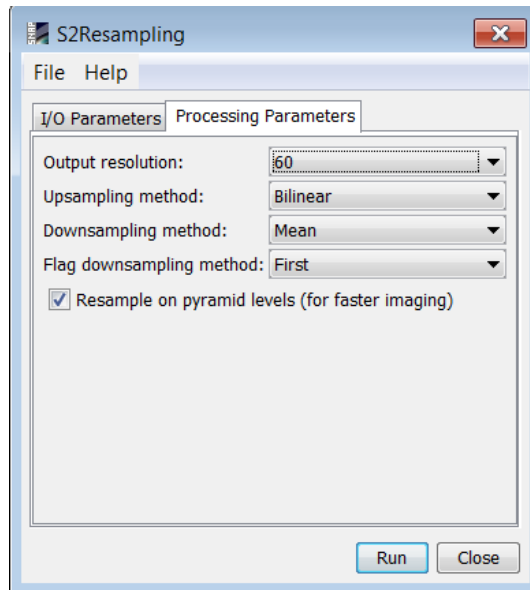 SNAP S2Resampling
File Help
I/O Parameters Processing Parameters
Output resolution: 60
Upsampling method: Bilinear
Downsampling method: Mean
Flag downsampling method: First
Resample on pyramid levels (for faster imaging)
Run Close